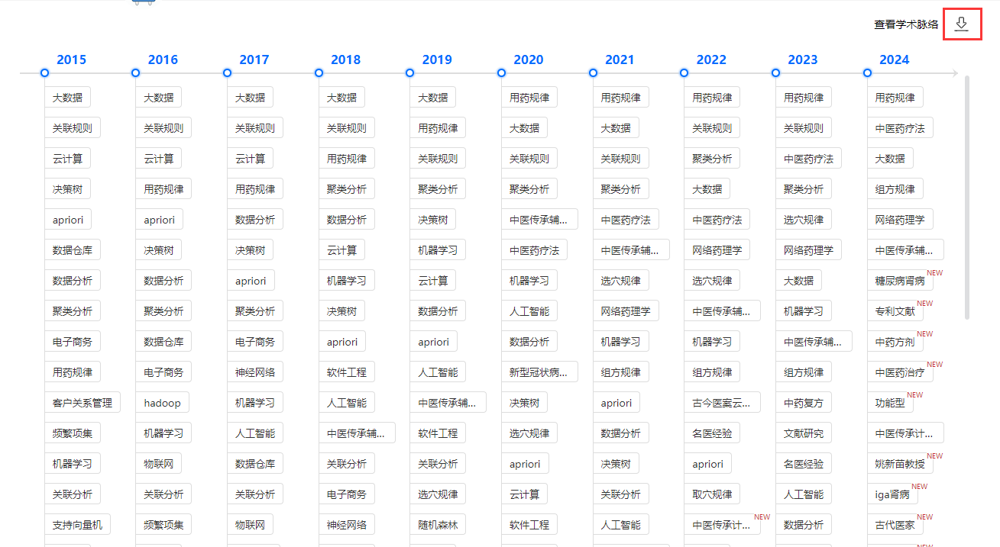 查看学术脉络
2015 2016 2017 2018 2019 2020 2021 2022 2023 2024
大数据 大数据 大数据 大数据 大数据 用药规律 用药规律 用药规律 用药规律 用药规律
关联规则 关联规则 关联规则 关联规则 用药规律 大数据 大数据 关联规则 关联规则 中医药疗法
云计算 云计算 云计算 用药规律 关联规则 关联规则 关联规则 聚类分析 中医药疗法 大数据
决策树 用药规律 用药规律 聚类分析 聚类分析 聚类分析 聚类分析 大数据 聚类分析 组方规律
apriori apriori 数据分析 数据分析 决策树 中医传承辅... 中医药疗法 中医药疗法 选穴规律 网络药理学
数据仓库 决策树 决策树 云计算 机器学习 中医药疗法 中医传承辅... 网络药理学 网络药理学 中医传承辅...
数据分析 数据分析 apriori 机器学习 云计算 机器学习 选穴规律 选穴规律 大数据 糖尿病肾病 NEW
聚类分析 聚类分析 聚类分析 决策树 数据分析 人工智能 网络药理学 中医传承辅... 机器学习 专利文献 NEW
电子商务 数据仓库 电子商务 apriori apriori 数据分析 机器学习 机器学习 中医传承辅... 中药方剂 NEW
用药规律 电子商务 神经网络 软件工程 人工智能 新型冠状病... 组方规律 组方规律 组方规律 中医药治疗 NEW
客户关系管理 hadoop 机器学习 人工智能 中医传承辅... 决策树 apriori 古今医案云... 中药复方 功能型 NEW
频繁项集 机器学习 人工智能 中医传承辅... 软件工程 选穴规律 数据分析 名医经验 文献研究 中医传承计...
机器学习 物联网 数据仓库 关联分析 关联分析 apriori 决策树 apriori 名医经验 姚新苗教授 NEW
关联分析 关联分析 关联分析 电子商务 选穴规律 云计算 关联分析 取穴规律 人工智能 iga肾病 NEW
支持向量机 频繁项集 物联网 神经网络 随机森林 软件工程 人工智能 中医传承计... NEW 数据分析 古代医家 NEW
NEW